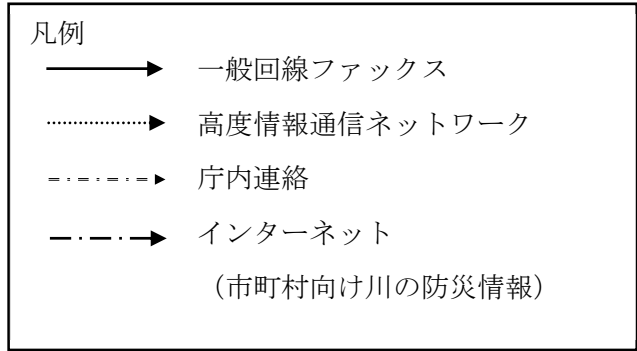 凡例
一般回線ファックス
高度情報通信ネットワーク
庁内連絡
インターネット
（市町村向け川の防災情報）